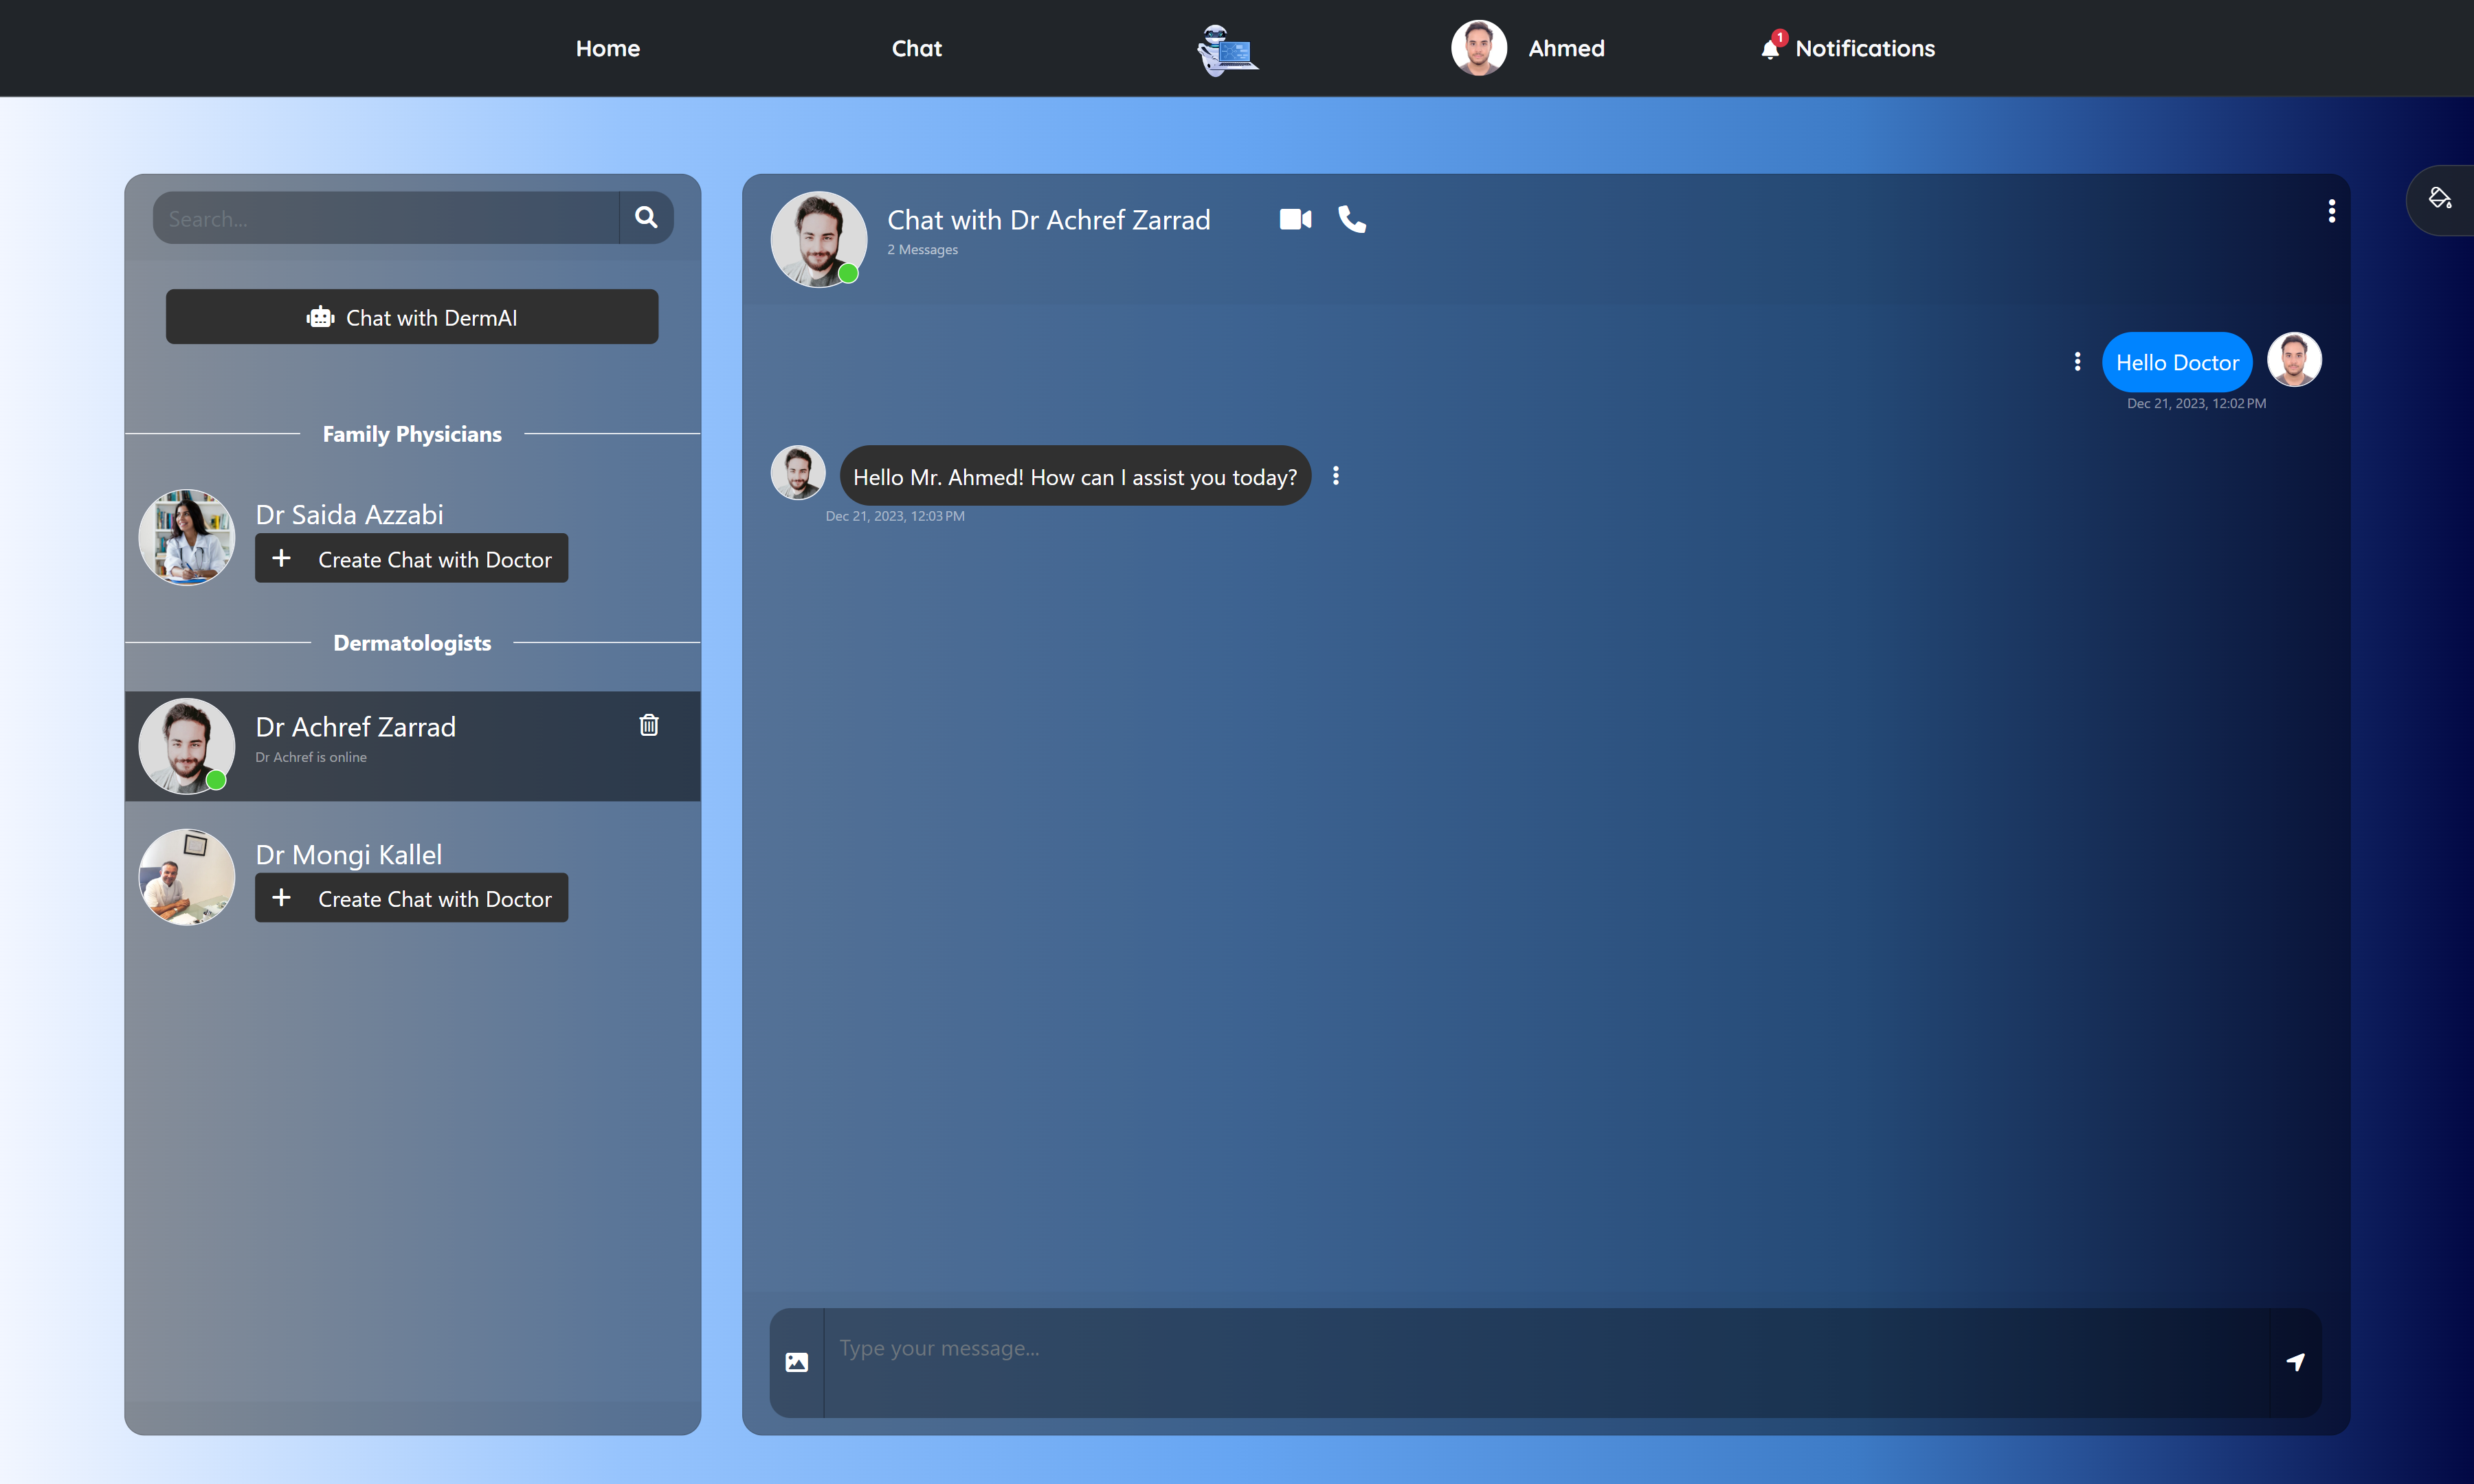 Home
Chat
Ahmed
1
Notifications
Search...
Chat with DermAI
Family Physicians
Dr Saida Azzabi
+ Create Chat with Doctor
Dermatologists
Dr Achref Zarrad
Dr Achref is online
Dr Mongi Kallel
+ Create Chat with Doctor
Chat with Dr Achref Zarrad
2 Messages
Hello Doctor
Dec 21, 2023, 12:02 PM
Hello Mr. Ahmed! How can I assist you today?
Dec 21, 2023, 12:03 PM
Type your message...